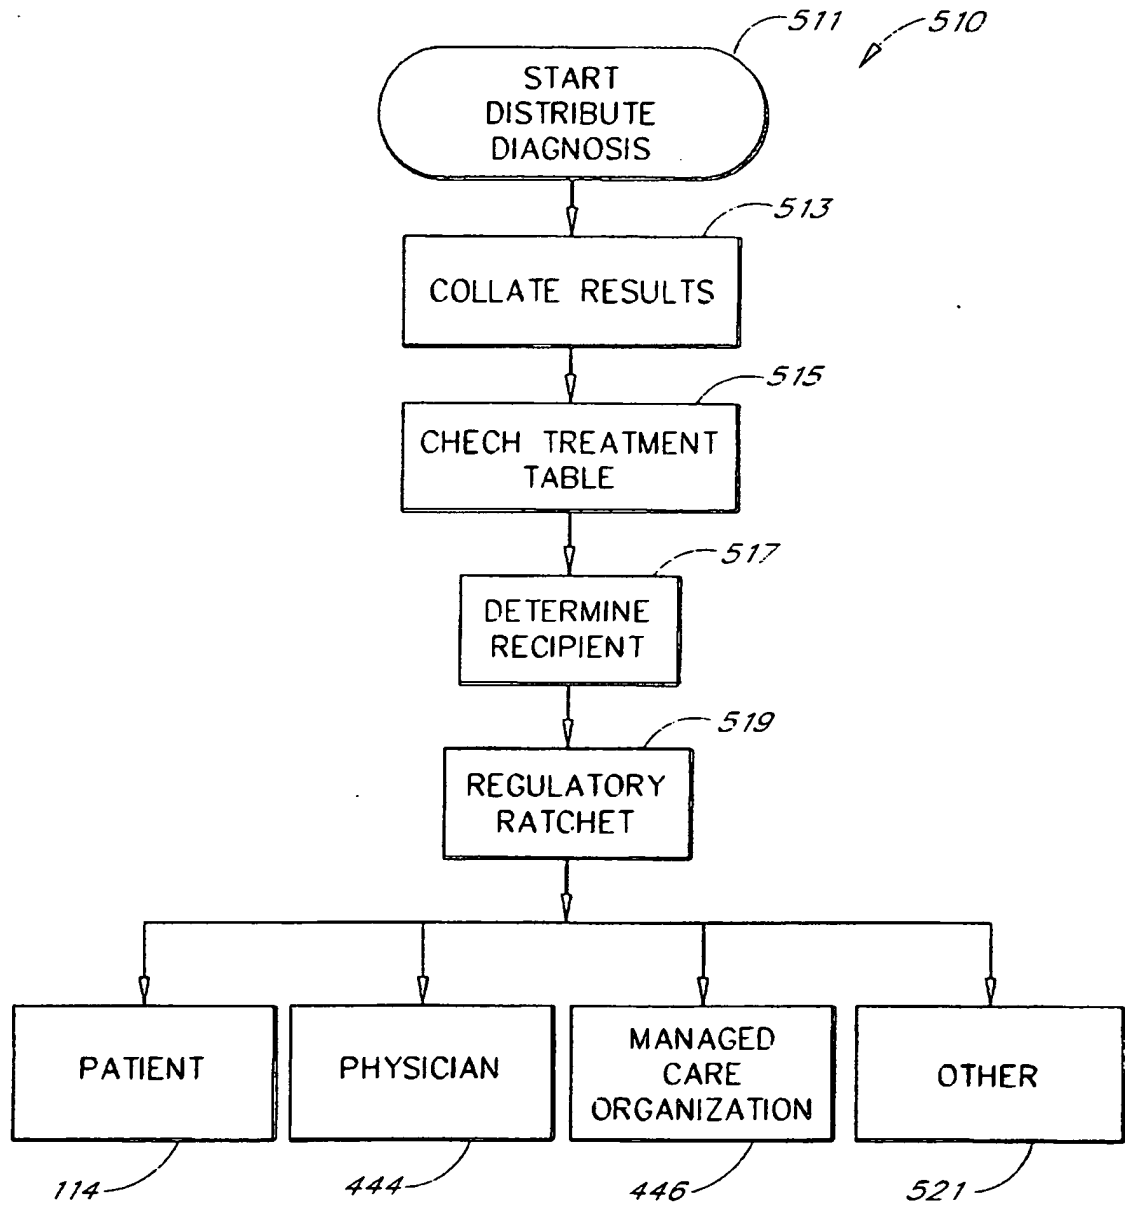 511
510
START
DISTRIBUTE
DIAGNOSIS
513
COLLATE RESULTS
515
CHECH TREATMENT
TABLE
517
DETERMINE
RECIPIENT
519
REGULATORY
RATCHET
PATIENT
PHYSICIAN
MANAGED
CARE
ORGANIZATION
OTHER
114
444
446
521